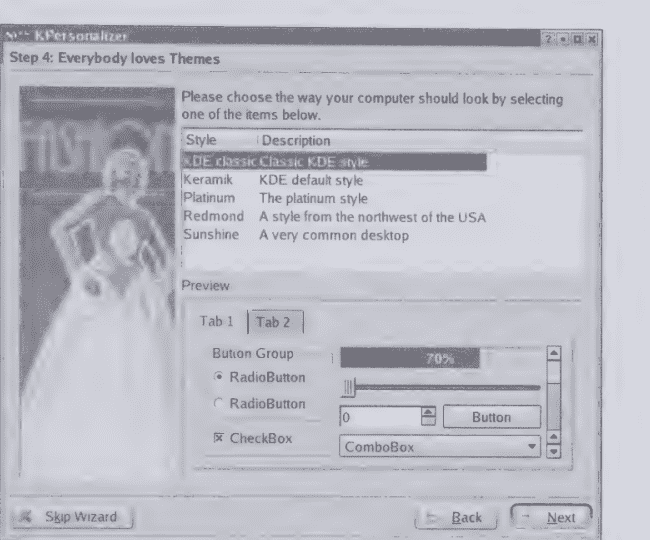 KPersonalizer
Step 4: Everybody loves Themes
Please choose the way your computer should look by selecting
one of the items below.
Style Description
KDE classic Classic KDE style
Keramik KDE default style
Platinum The platinum style
Redmond A style from the northwest of the USA
Sunshine A very common desktop
Preview
Tab 1 Tab 2
Button Group
70%
RadioButton
RadioButton
0 Button
CheckBox
ComboBox
Skip Wizard Back Next